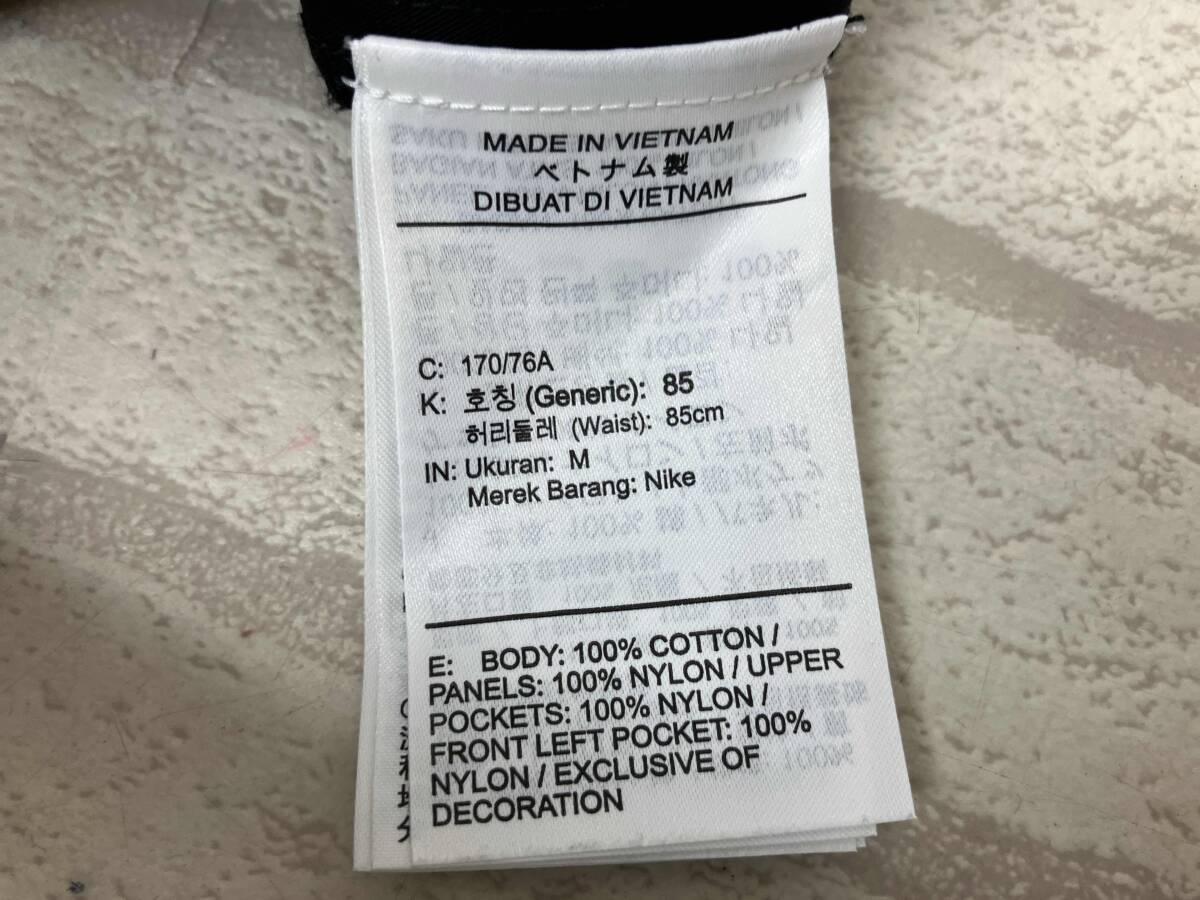 MADE IN VIETNAM
ベトナム製
DIBUAT DI VIETNAM
C: 170/76A
K: 호칭 (Generic): 85
허리둘레 (Waist): 85cm
IN: Ukuran: M
Merek Barang: Nike
E: BODY: 100% COTTON /
PANELS: 100% NYLON / UPPER
POCKETS: 100% NYLON /
FRONT LEFT POCKET: 100%
NYLON / EXCLUSIVE OF
DECORATION